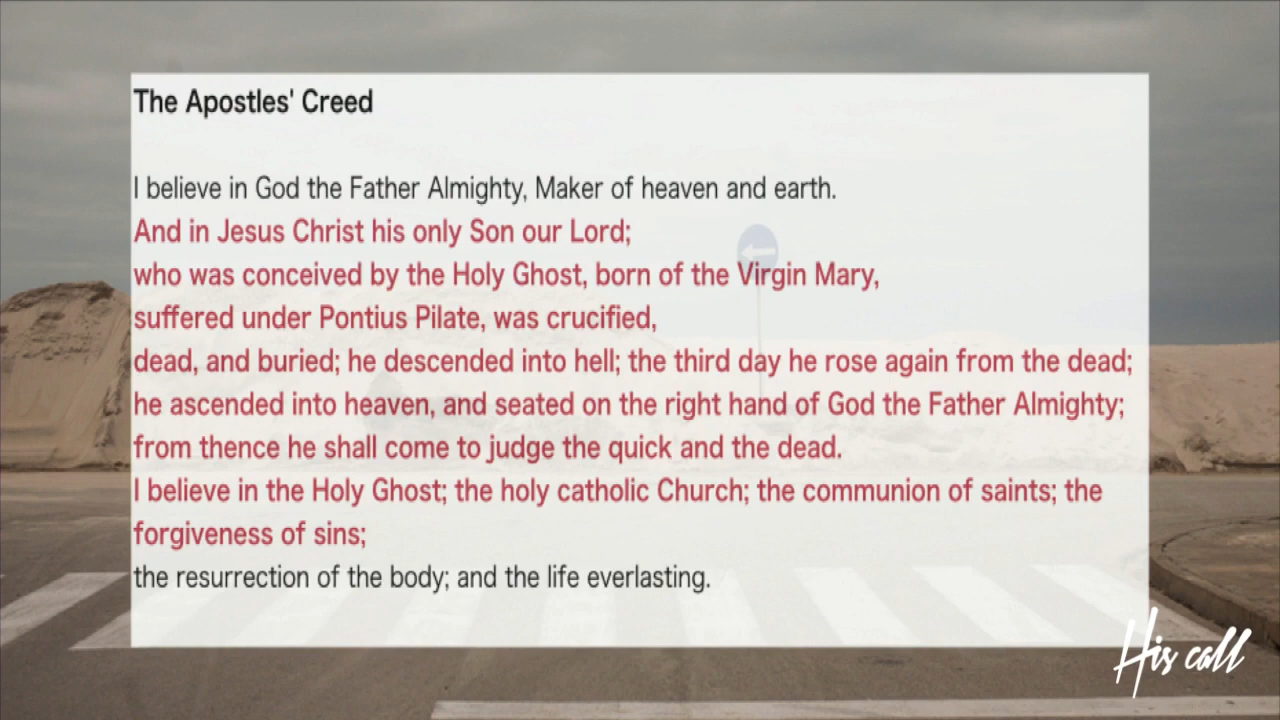 The Apostles' Creed
I believe in God the Father Almighty, Maker of heaven and earth.
And in Jesus Christ his only Son our Lord;
who was conceived by the Holy Ghost, born of the Virgin Mary,
suffered under Pontius Pilate, was crucified,
dead, and buried; he descended into hell; the third day he rose again from the dead;
he ascended into heaven, and seated on the right hand of God the Father Almighty;
from thence he shall come to judge the quick and the dead.
I believe in the Holy Ghost; the holy catholic Church; the communion of saints; the
forgiveness of sins;
the resurrection of the body; and the life everlasting.
His call